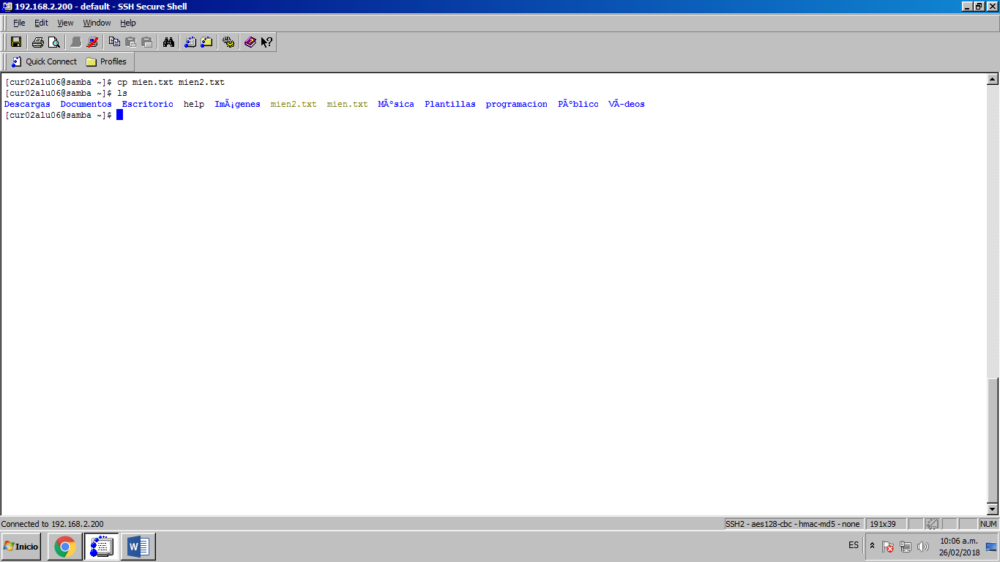 192.168.2.200 - default - SSH Secure Shell
File Edit View Window Help
Quick Connect Profiles
[cur02alu06@samba ~]$ cp mien.txt mien2.txt
[cur02alu06@samba ~]$ ls
Descargas Documentos Escritorio help ImÃ¡genes mien2.txt mien.txt MÃºsica Plantillas programacion PÃºblico VÃ-deos
[cur02alu06@samba ~]$
Connected to 192.168.2.200 SSH2 - aes128-cbc - hmac-md5 - none 191x39 NUM
Inicio ES 10:06 a.m.
26/02/2018